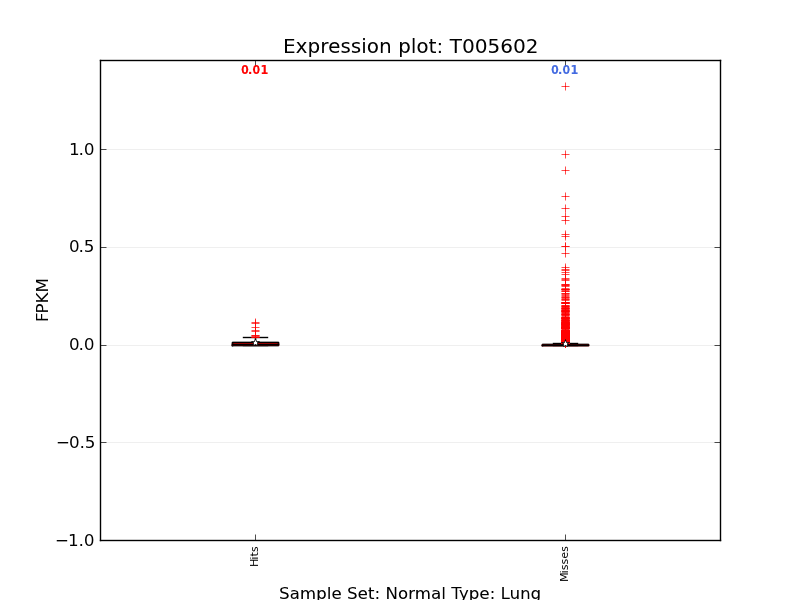 Expression plot: T005602
0.01
0.01
1.0
0.5
0.0
−0.5
−1.0
FPKM
Hits
Misses
Sample Set: Normal Type: Lung